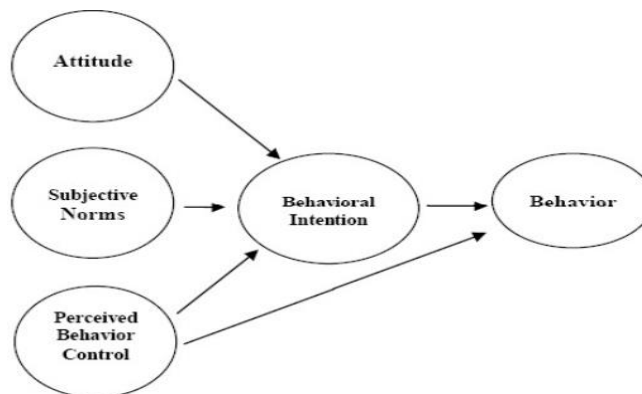 Attitude
Subjective
Norms
Behavioral
Intention
Behavior
Perceived
Behavior
Control